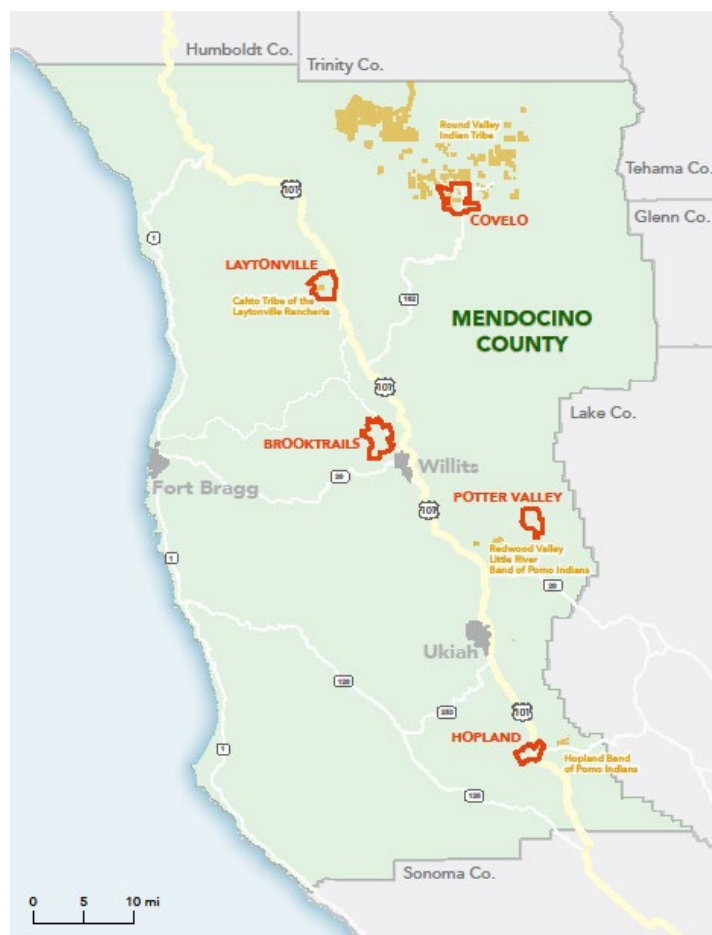 Humboldt Co.
Trinity Co.
Round Valley
Indian Tribe
Tehama Co.
101
COVELO
Glenn Co.
1
LAYTONVILLE
Cahto Tribe of the
Laytonville Rancheria
162
MENDOCINO
COUNTY
101
Lake Co.
BROOKTRAILS
Willits
20
Fort Bragg
POTTER VALLEY
101
Redwood Valley
Little River
Band of Pomo Indians
1
20
Ukiah
128
253
101
HOPLAND
1
Hopland Band
of Pomo Indians
128
Sonoma Co.
0 5 10 mi